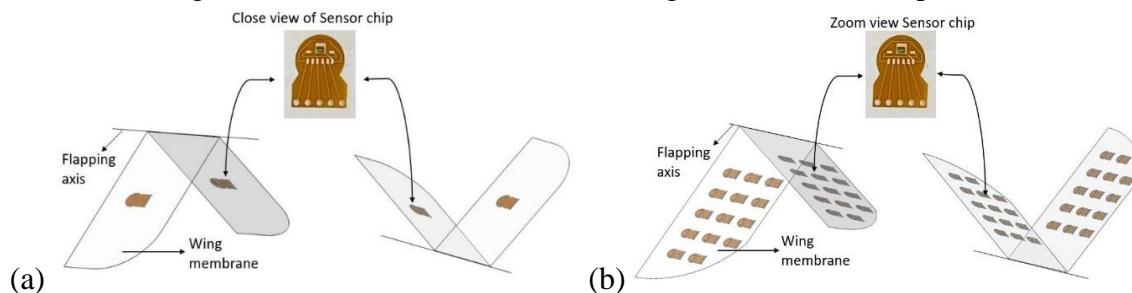 Close view of Sensor chip
Flapping
axis
Wing
membrane
(a)
Zoom view Sensor chip
Flapping
axis
Wing
membrane
(b)